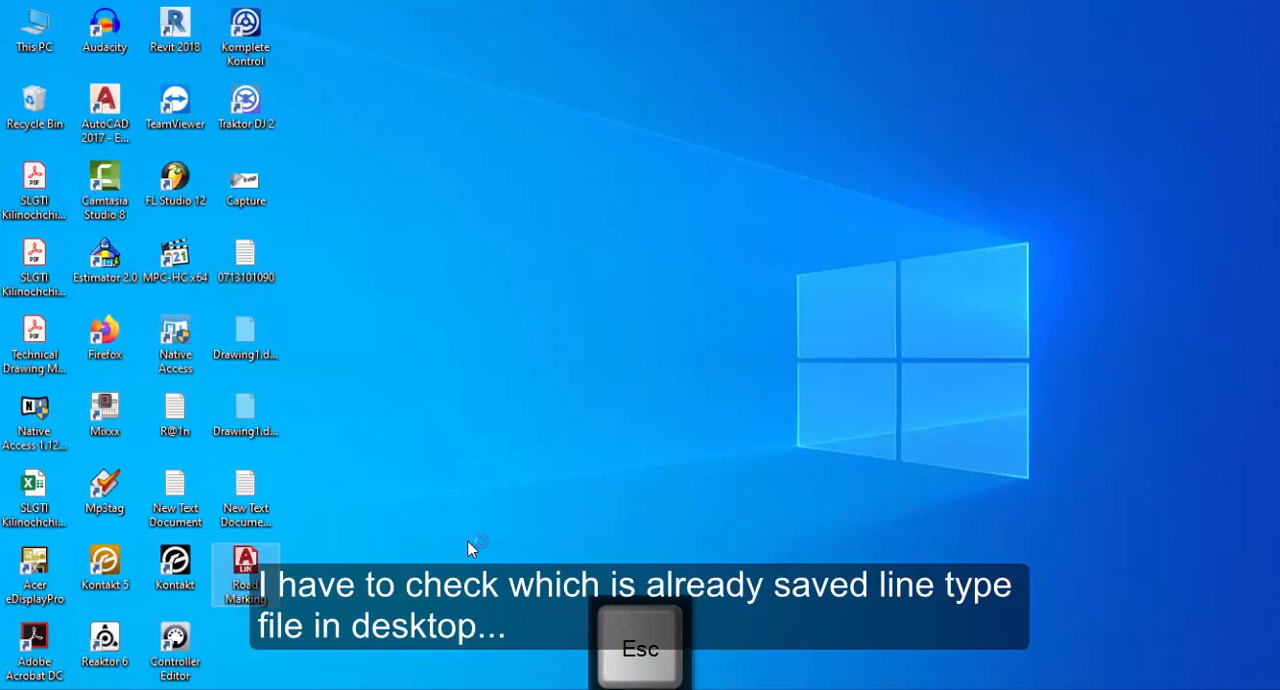 This PC
Audacity
Revit 2018
Komplete
Kontrol
Recycle Bin
AutoCAD
2017 - E...
TeamViewer
Traktor DJ 2
SLGTI
Kilinochchi...
Camtasia
Studio 8
FL Studio 12
Capture
SLGTI
Kilinochchi...
Estimator 2.0
MPC-HC x64
0713101090
Technical
Drawing M...
Firefox
Native
Access
Drawing1.d...
Native
Access 1.12...
Mixxx
R@1n
Drawing1.d...
SLGTI
Kilinochchi...
Mp3tag
New Text
Document
New Text
Docume...
Acer
eDisplayPro
Kontakt 5
Kontakt
Road
Marking
Adobe
Acrobat DC
Reaktor 6
Controller
Editor
I have to check which is already saved line type
file in desktop...
Esc